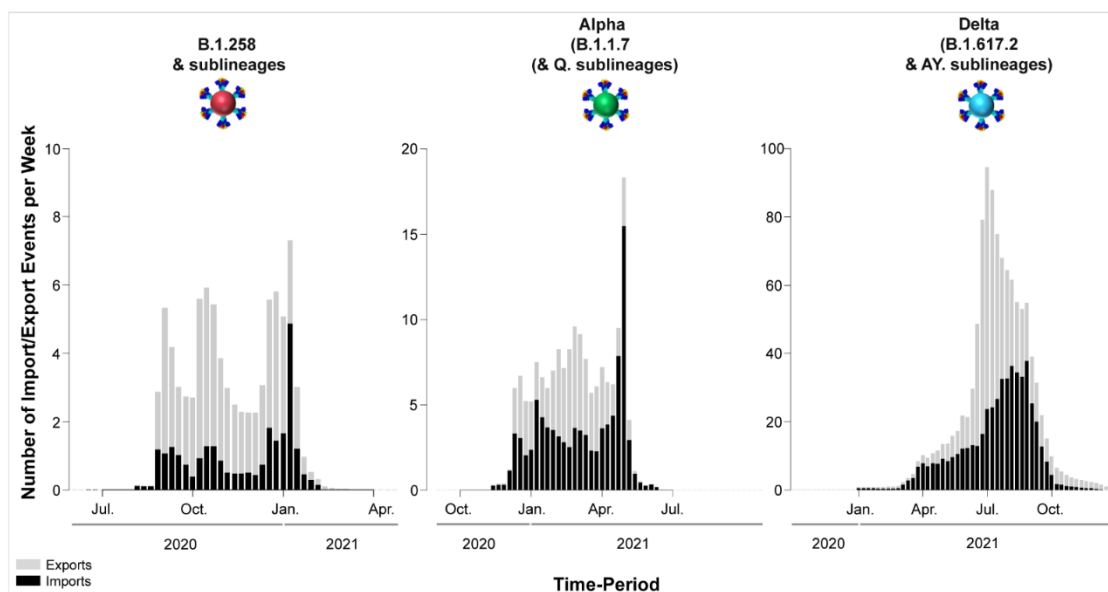 B.1.258
& sublineages
Alpha
(B.1.1.7
(& Q. sublineages)
Delta
(B.1.617.2
& AY. sublineages)
Number of Import/Export Events per Week
10
8
6
4
2
0
Jul.
Oct.
Jan.
Apr.
2020
2021
20
15
10
5
0
Oct.
Jan.
Apr.
Jul.
2020
2021
100
80
60
40
20
0
Jan.
Apr.
Jul.
Oct.
2020
2021
Exports
Imports
Time-Period